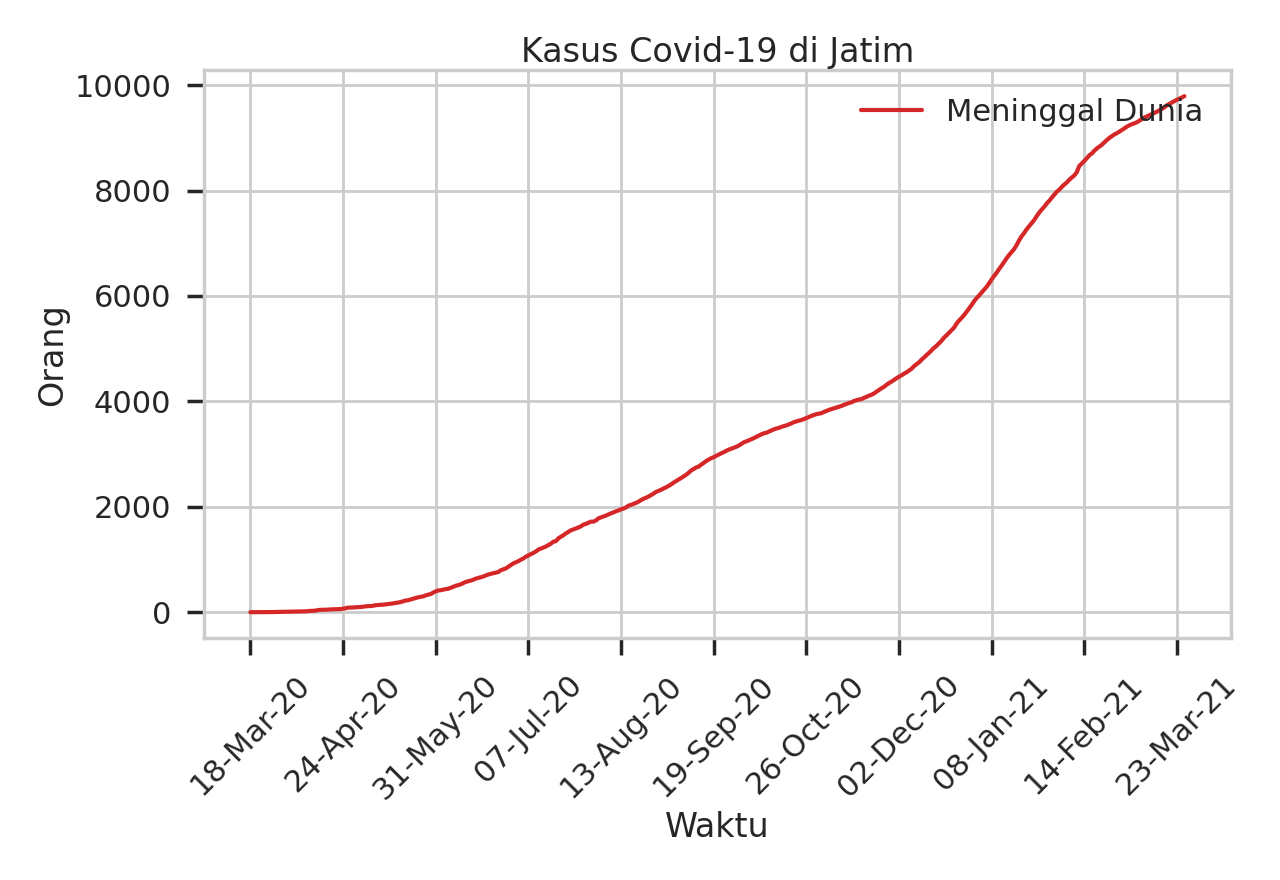 Kasus Covid-19 di Jatim
Meninggal Dunia
Orang
10000
8000
6000
4000
2000
0
18-Mar-20
24-Apr-20
31-May-20
07-Jul-20
13-Aug-20
19-Sep-20
26-Oct-20
02-Dec-20
08-Jan-21
14-Feb-21
23-Mar-21
Waktu